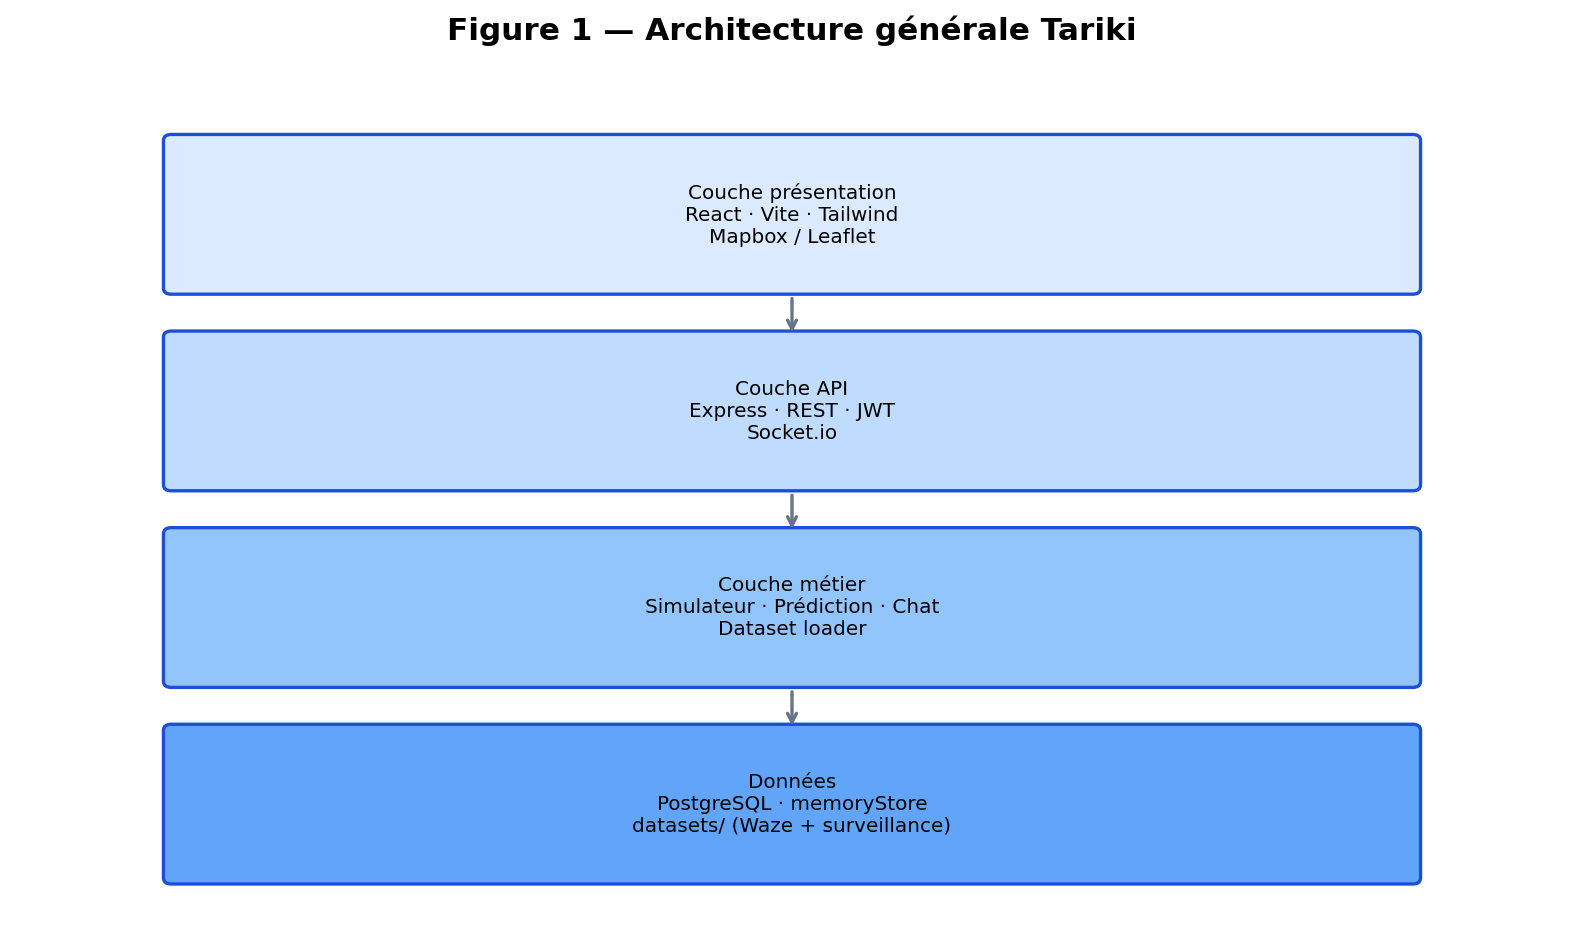 Figure 1 — Architecture générale Tariki
Couche présentation
React · Vite · Tailwind
Mapbox / Leaflet
Couche API
Express · REST · JWT
Socket.io
Couche métier
Simulateur · Prédiction · Chat
Dataset loader
Données
PostgreSQL · memoryStore
datasets/ (Waze + surveillance)